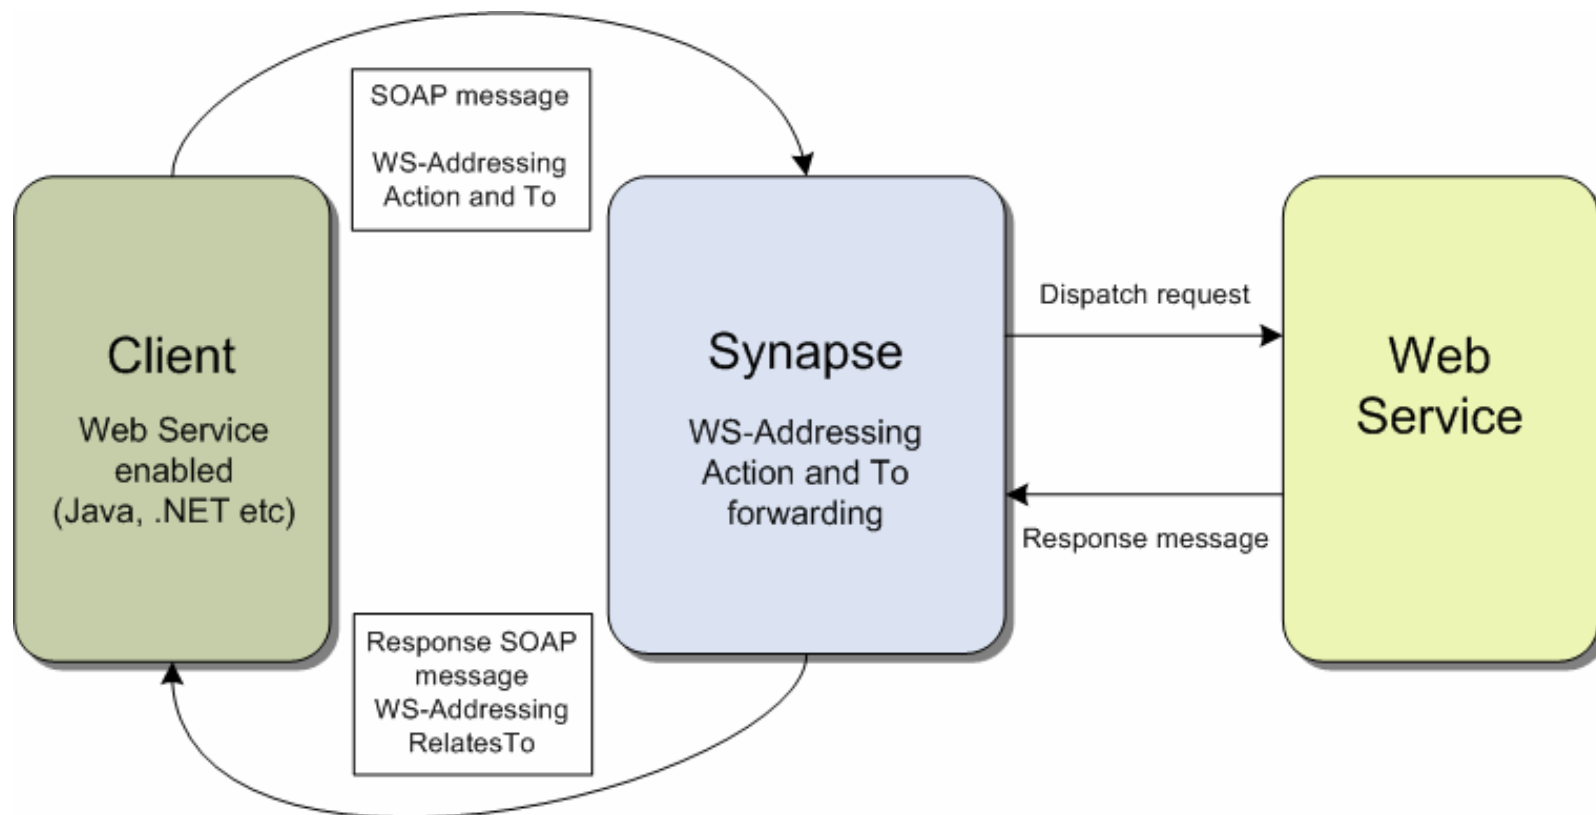 SOAP message
WS-Addressing
Action and To
Client
Web Service
enabled
(Java, .NET etc)
Synapse
WS-Addressing
Action and To
forwarding
Dispatch request
Response message
Web
Service
Response SOAP
message
WS-Addressing
RelatesTo